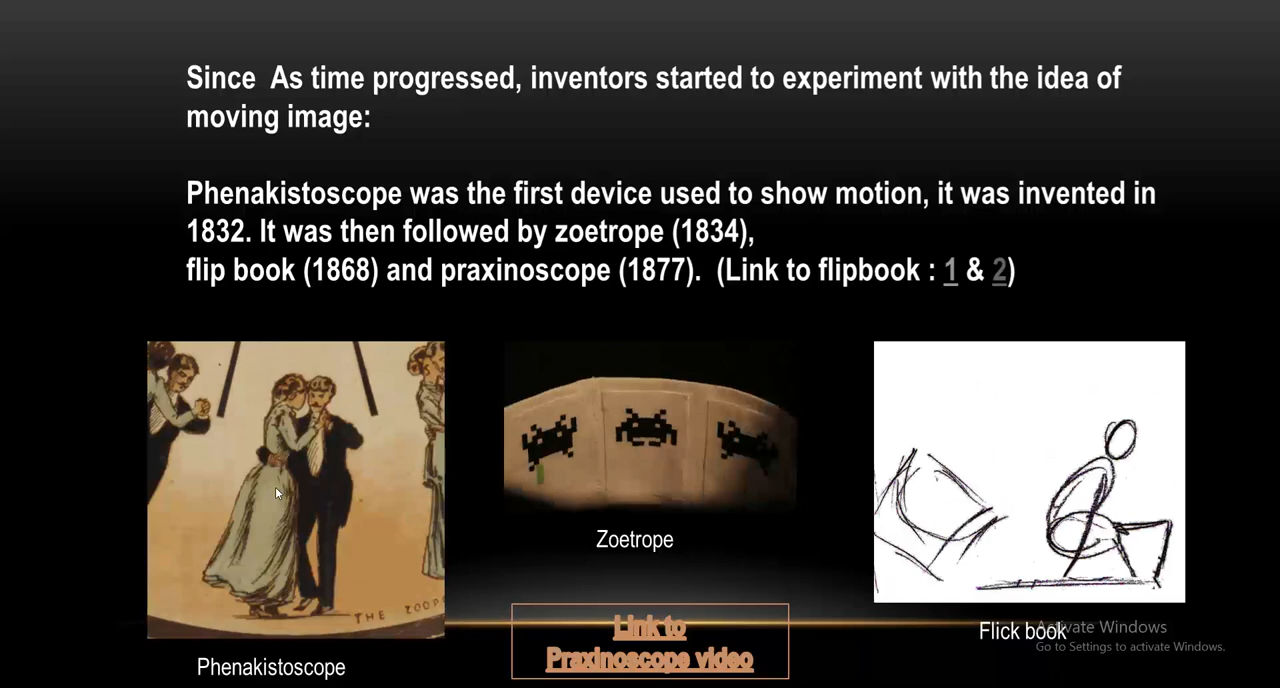 Since  As time progressed, inventors started to experiment with the idea of
moving image:
Phenakistoscope was the first device used to show motion, it was invented in
1832. It was then followed by zoetrope (1834),
flip book (1868) and praxinoscope (1877).  (Link to flipbook : 1 & 2)
THE ZOOP
Zoetrope
Link to
Praxinoscope video
Flick book
Activate Windows
Go to Settings to activate Windows.
Phenakistoscope